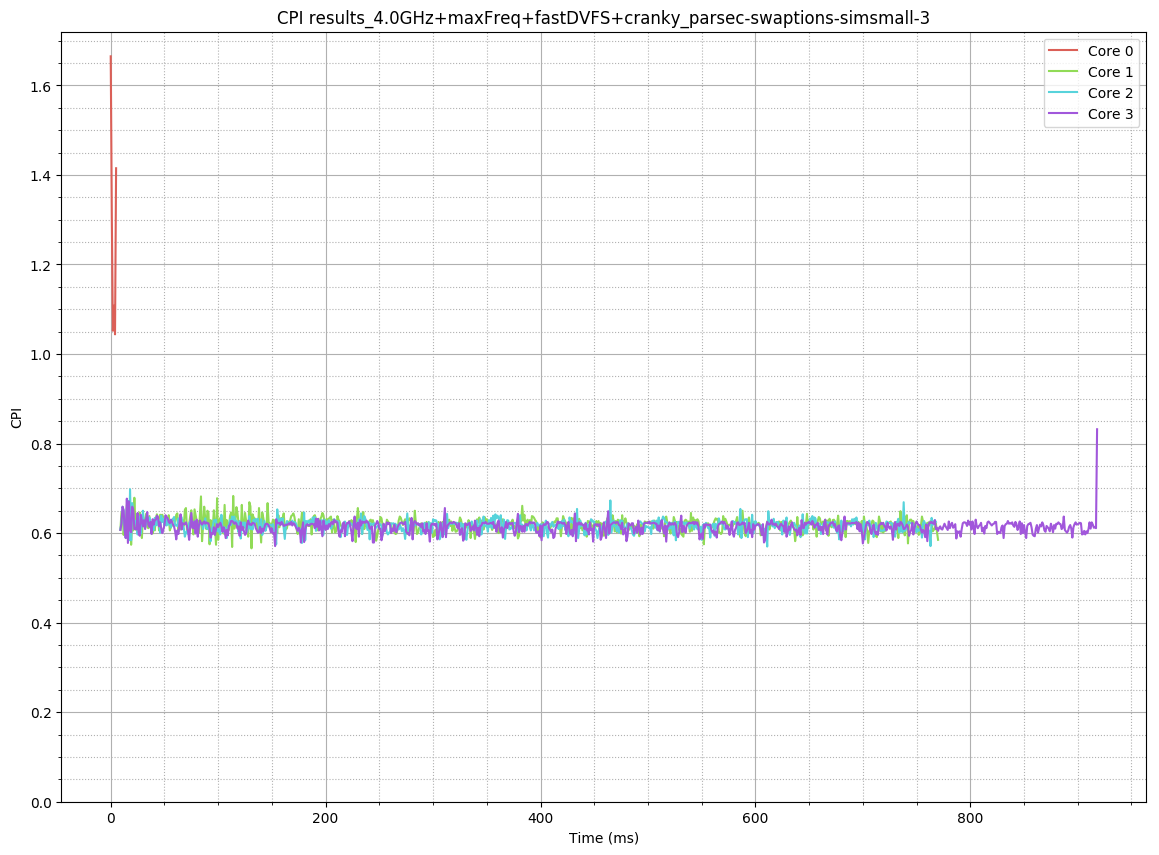 CPI results_4.0GHz+maxFreq+fastDVFS+cranky_parsec-swaptions-simsmall-3
Core 0
Core 1
Core 2
Core 3
1.6
1.4
1.2
1.0
0.8
0.6
0.4
0.2
0.0
CPI
0
200
400
600
800
Time (ms)